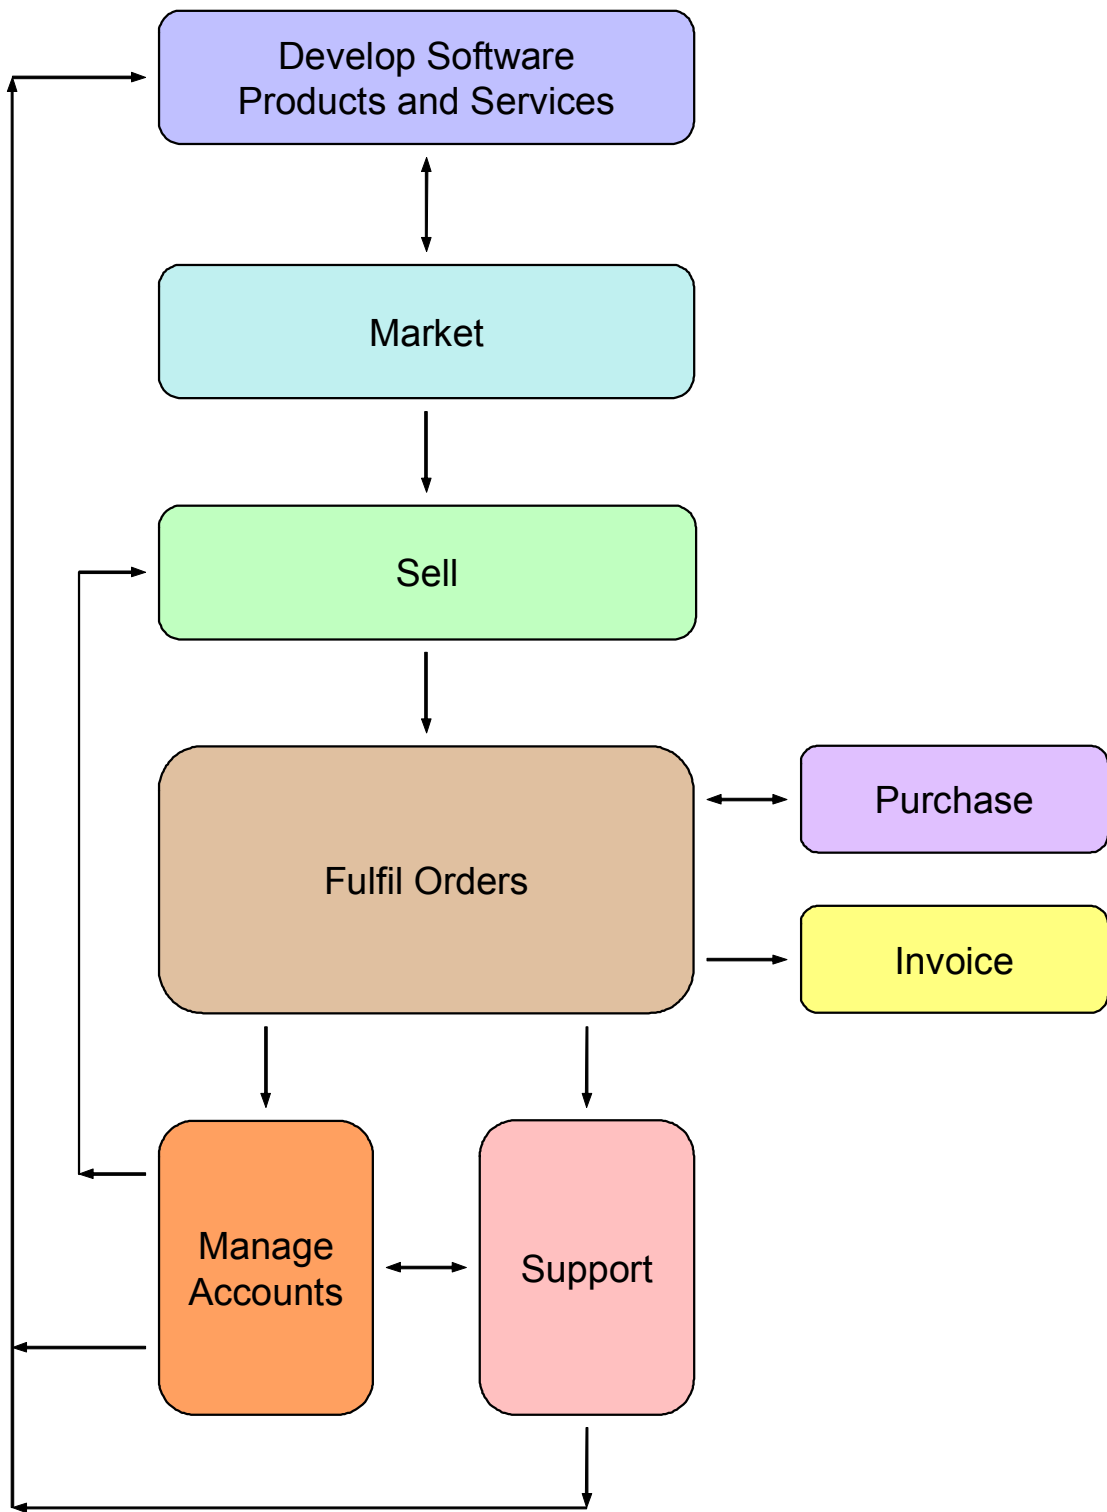 Develop Software
Products and Services
Market
Sell
Fulfil Orders
Purchase
Invoice
Manage
Accounts
Support